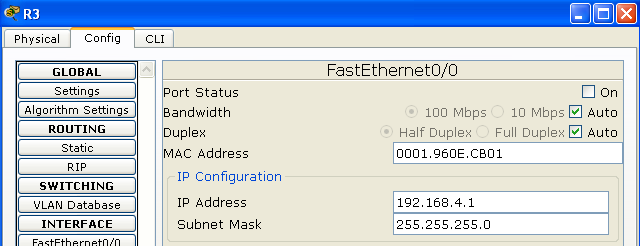 R3
Physical Config CLI
GLOBAL
Settings
Algorithm Settings
ROUTING
Static
RIP
SWITCHING
VLAN Database
INTERFACE
FastEthernet0/0
FastEthernet0/0
Port Status On
Bandwidth 100 Mbps 10 Mbps Auto
Duplex Half Duplex Full Duplex Auto
MAC Address 0001.960E.CB01
IP Configuration
IP Address 192.168.4.1
Subnet Mask 255.255.255.0